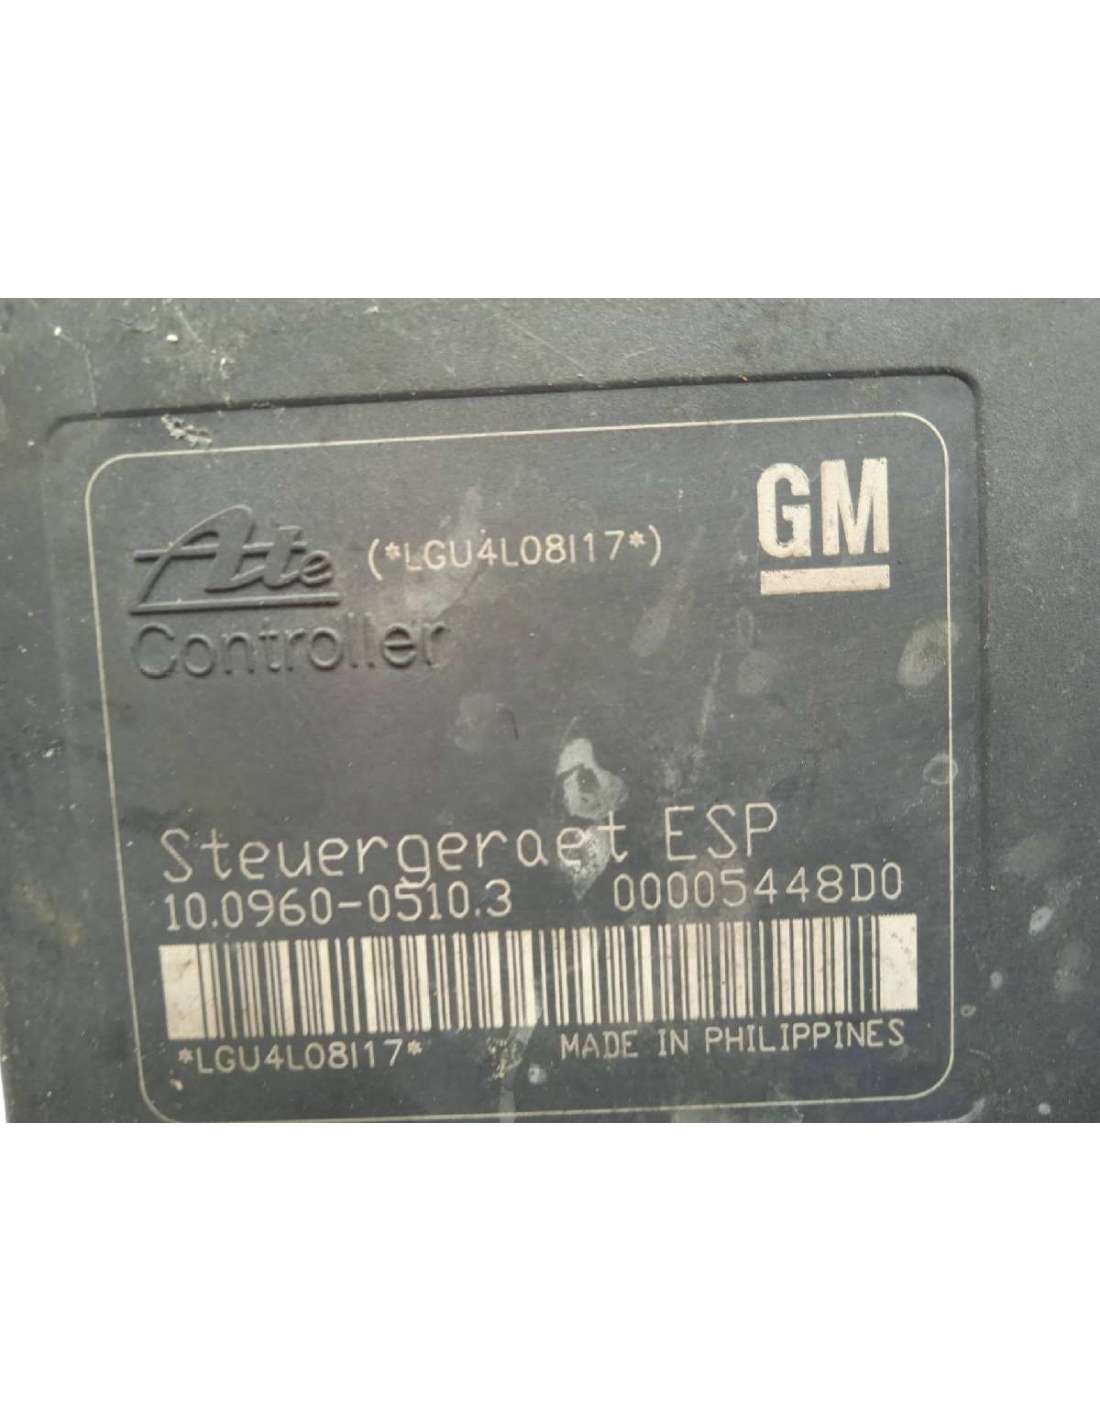 Ate (*LGU4L08I17*) GM
Controller
Steuergeraet ESP
10.0960-0510.3 00005448D0
*LGU4L08I17* MADE IN PHILIPPINES